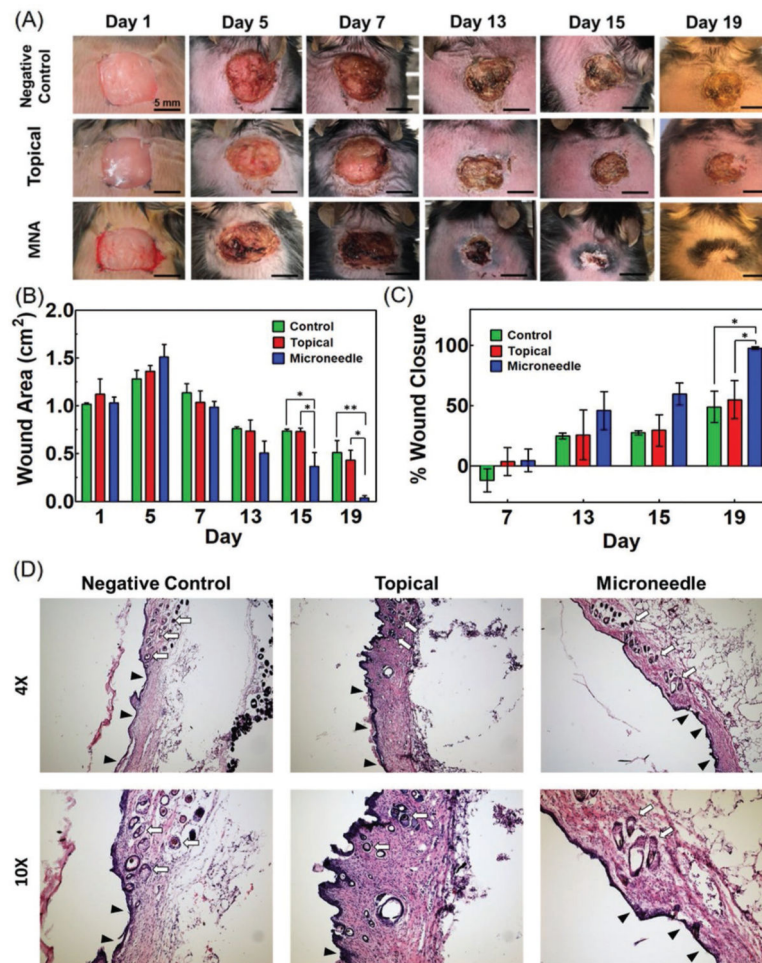 (A)
Day 1 Day 5 Day 7 Day 13 Day 15 Day 19
Negative Control
5 mm
Topical
MNA
(B)
Wound Area (cm²)
2.0
1.5
1.0
0.5
0.0
Control
Topical
Microneedle
* * ** *
1 5 7 13 15 19
Day
(C)
% Wound Closure
100
50
0
Control
Topical
Microneedle
* *
7 13 15 19
Day
(D)
Negative Control Topical Microneedle
4X
10X